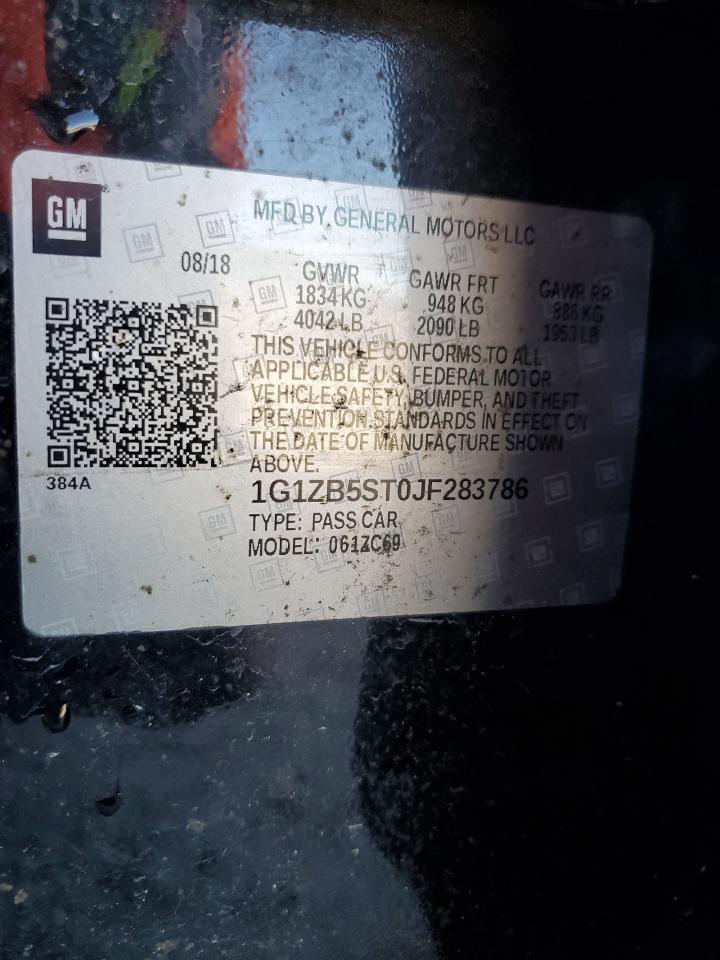 GM
MFD BY GENERAL MOTORS LLC
08/18
GVWR GAWR FRT GAWR RR
1834 KG 948 KG 886 KG
4042 LB 2090 LB 1953 LB
THIS VEHICLE CONFORMS TO ALL
APPLICABLE U.S. FEDERAL MOTOR
VEHICLE SAFETY, BUMPER, AND THEFT
PREVENTION STANDARDS IN EFFECT ON
THE DATE OF MANUFACTURE SHOWN
ABOVE.
384A
1G1ZB5ST0JF283786
TYPE: PASS CAR
MODEL: 061ZC69